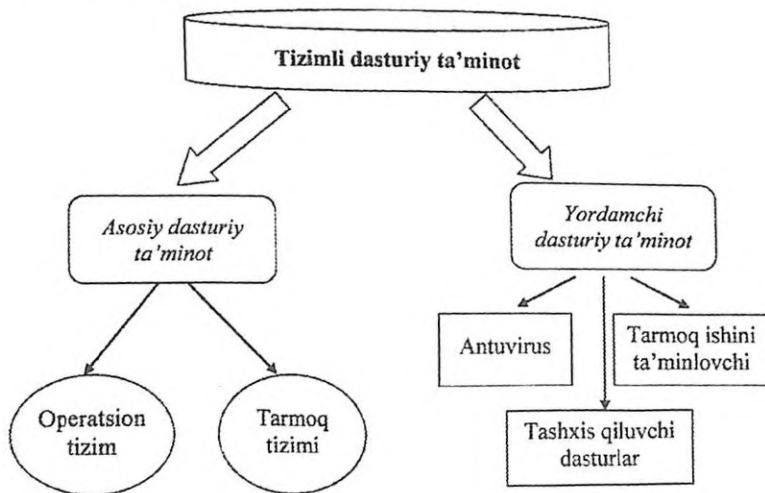 Tizimli dasturiy ta'minot
Asosiy dasturiy
ta'minot
Yordamchi
dasturiy ta'minot
Antuvirus
Tarmoq ishini
ta'minlovchi
Operatsion
tizim
Tarmoq
tizimi
Tashxis qiluvchi
dasturlar